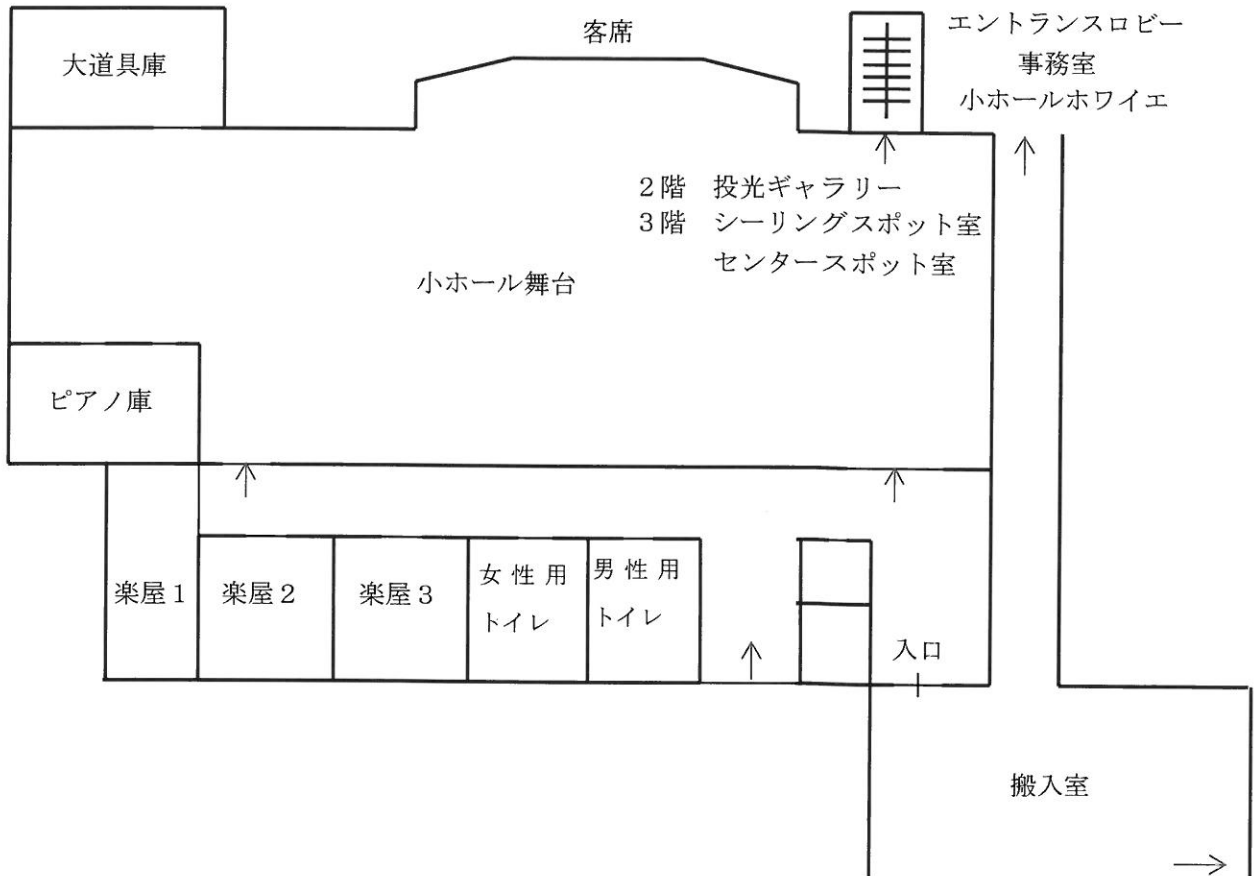 エントランスロビー
事務室
小ホールホワイエ
客席
大道具庫
2階 投光ギャラリー
3階 シーリングスポット室
センタースポット室
小ホール舞台
ピアノ庫
楽屋1
楽屋2
楽屋3
女性用
トイレ
男性用
トイレ
入口
搬入室